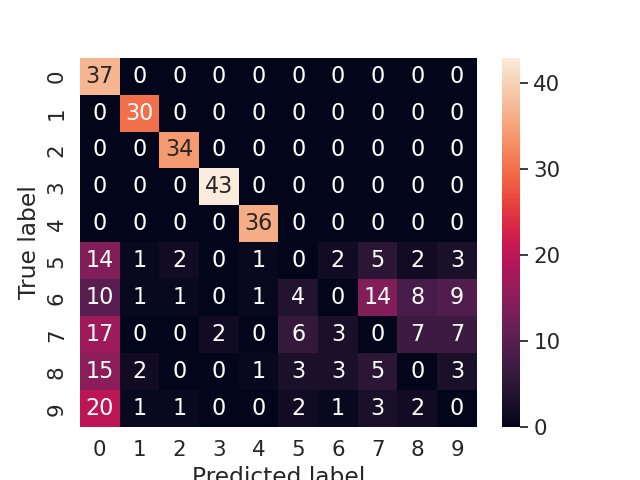 0 37 0 0 0 0 0 0 0 0 0
1 0 30 0 0 0 0 0 0 0 0
2 0 0 34 0 0 0 0 0 0 0
3 0 0 0 43 0 0 0 0 0 0
4 0 0 0 0 36 0 0 0 0 0
5 14 1 2 0 1 0 2 5 2 3
6 10 1 1 0 1 4 0 14 8 9
7 17 0 0 2 0 6 3 0 7 7
8 15 2 0 0 1 3 3 5 0 3
9 20 1 1 0 0 2 1 3 2 0
0 1 2 3 4 5 6 7 8 9
True label
Predicted label
40
30
20
10
0